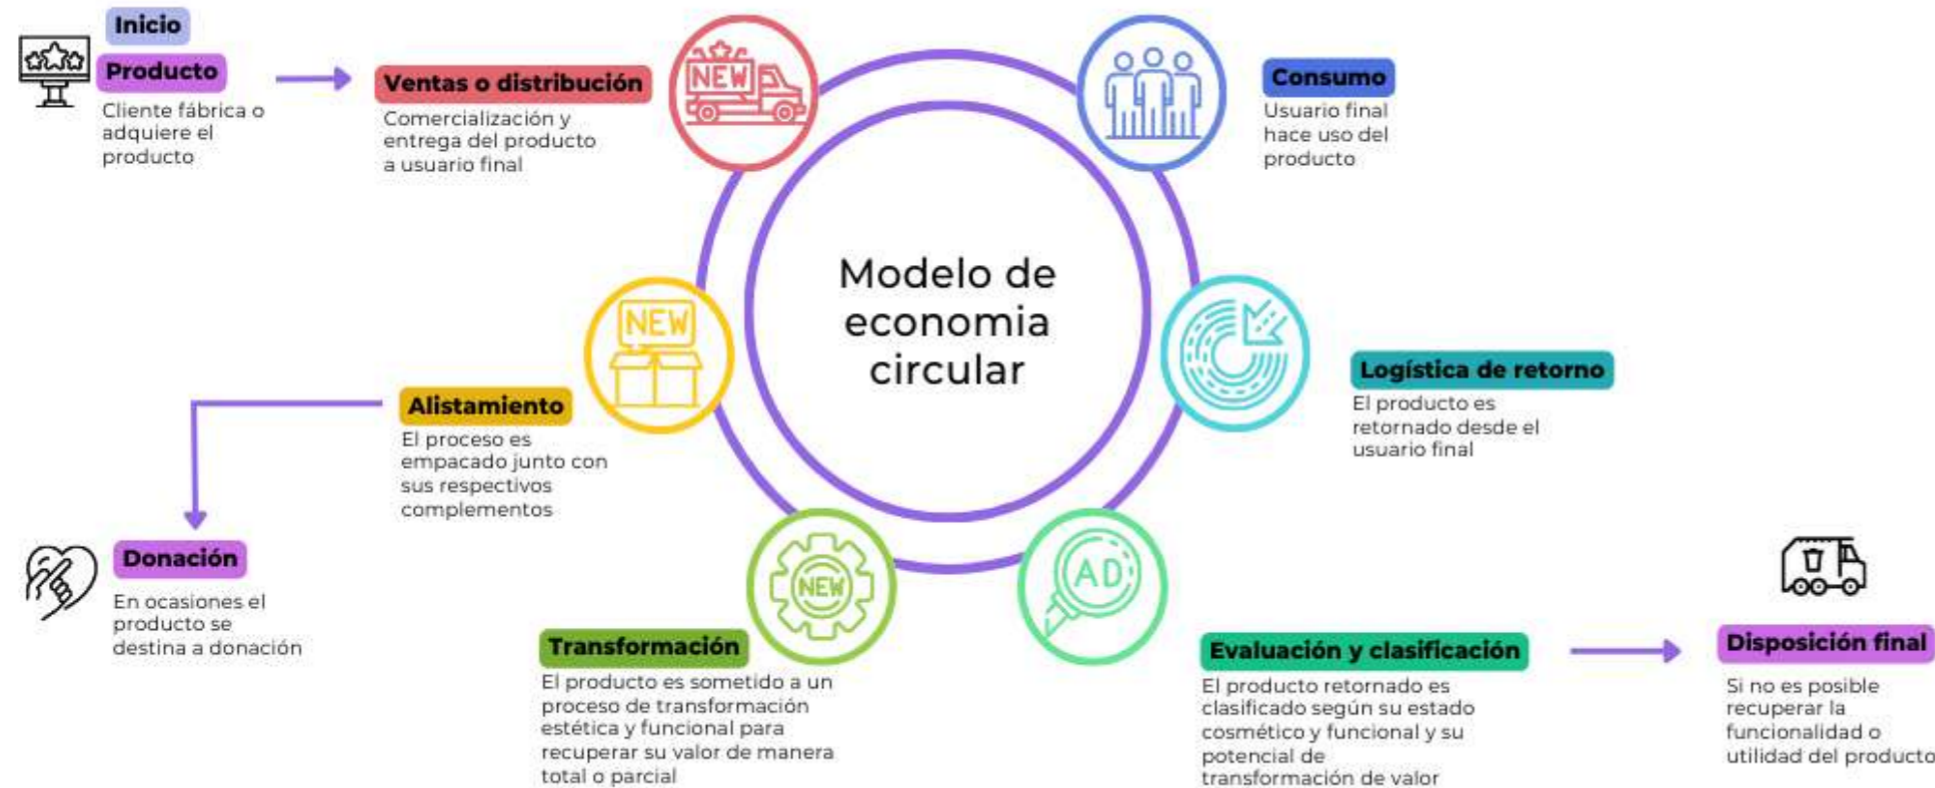 Inicio
Producto
Cliente fábrica o
adquiere el
producto
Ventas o distribución
Comercialización y
entrega del producto
a usuario final
NEW
Consumo
Usuario final
hace uso del
producto
Modelo de
economia
circular
Logística de retorno
El producto es
retornado desde el
usuario final
NEW
Alistamiento
El proceso es
empacado junto con
sus respectivos
complementos
Donación
En ocasiones el
producto se
destina a donación
NEW
Transformación
El producto es sometido a un
proceso de transformación
estética y funcional para
recuperar su valor de manera
total o parcial
AD
Evaluación y clasificación
El producto retornado es
clasificado según su estado
cosmético y funcional y su
potencial de
transformación de valor
Disposición final
Si no es posible
recuperar la
funcionalidad o
utilidad del producto